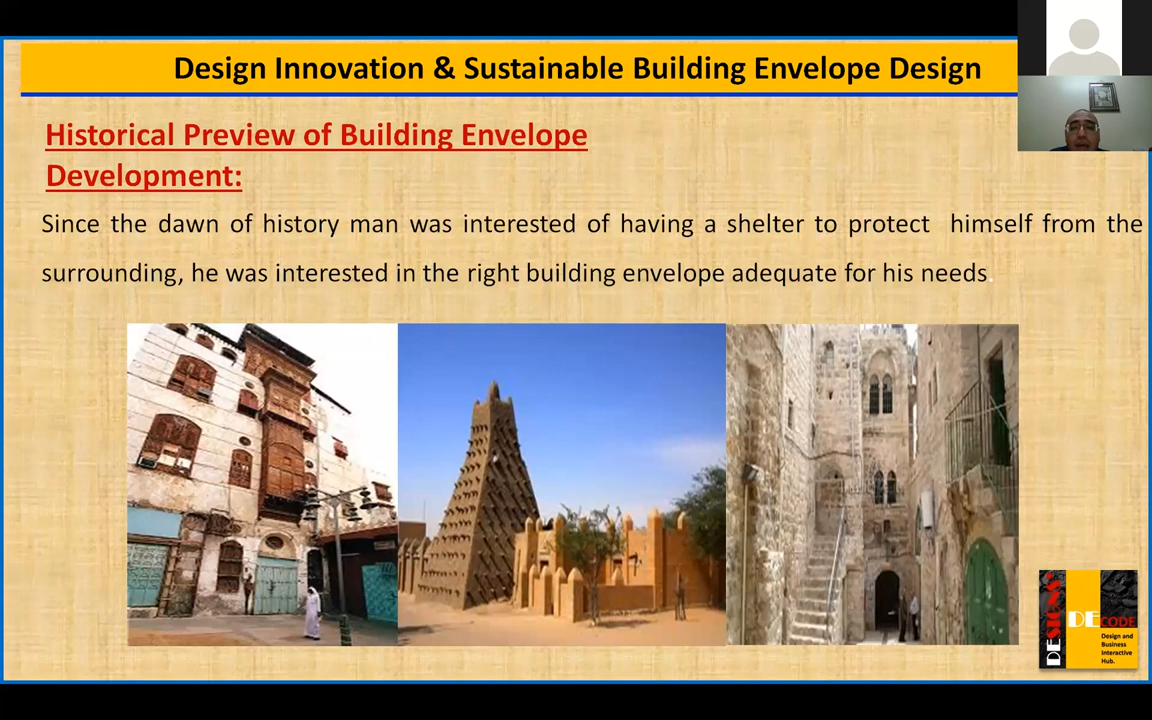 Design Innovation & Sustainable Building Envelope Design
Historical Preview of Building Envelope
Development:
Since the dawn of history man was interested of having a shelter to protect himself from the
surrounding, he was interested in the right building envelope adequate for his needs.
DESIGNS'
DECODE
Design and
Business
Interactive
Hub.